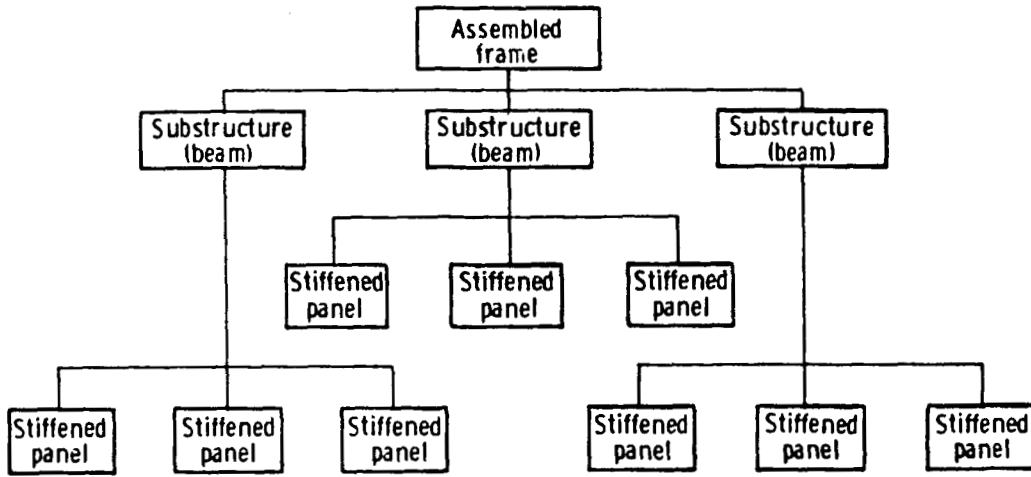 Assembled
frame
Substructure
(beam)
Substructure
(beam)
Substructure
(beam)
Stiffened
panel
Stiffened
panel
Stiffened
panel
Stiffened
panel
Stiffened
panel
Stiffened
panel
Stiffened
panel
Stiffened
panel
Stiffened
panel